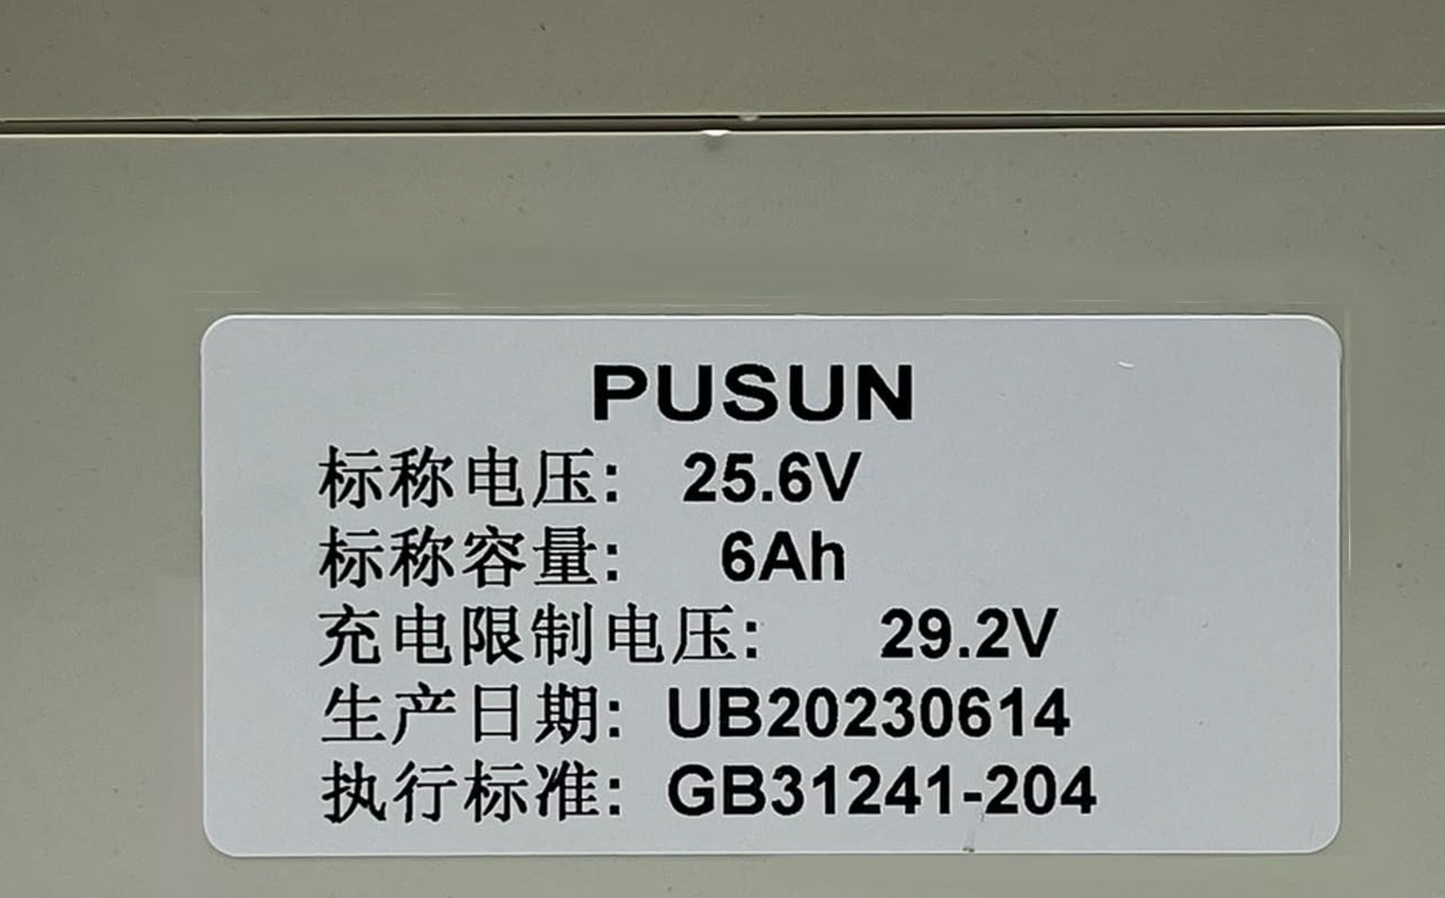 PUSUN
标称电压: 25.6V
标称容量: 6Ah
充电限制电压: 29.2V
生产日期: UB20230614
执行标准: GB31241-204